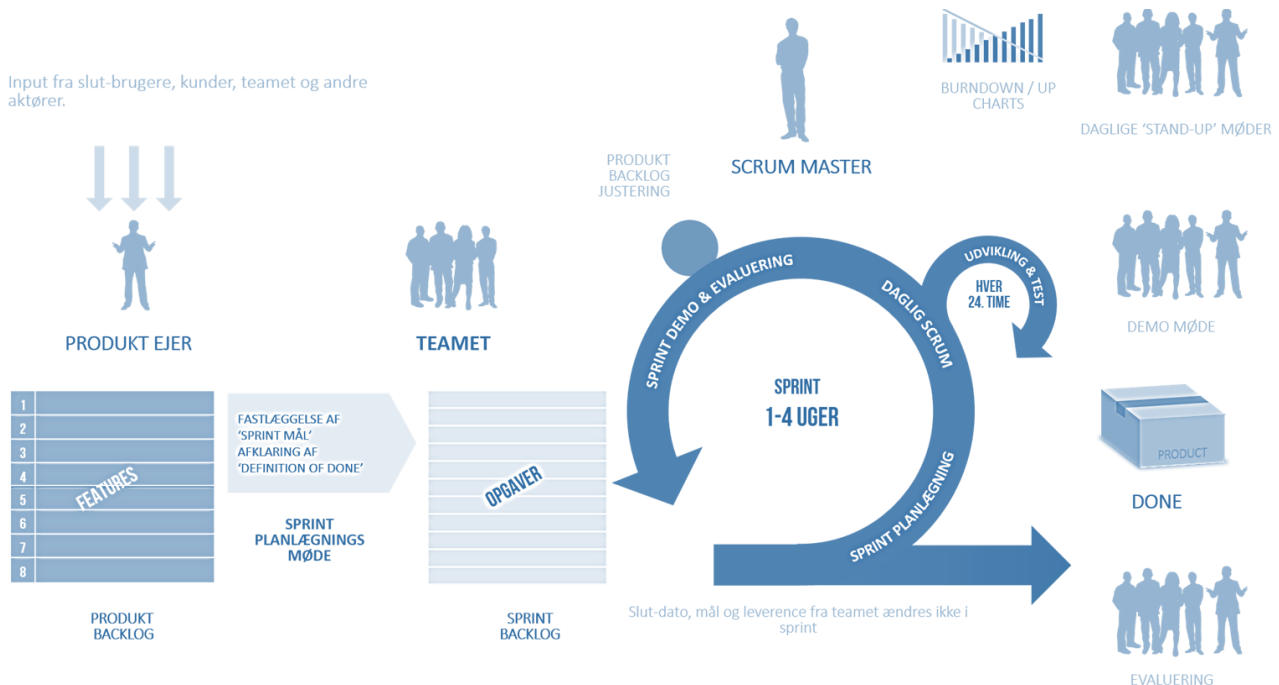 Input fra slut-brugere, kunder, teamet og andre
aktører.
PRODUKT EJER
1
2
3
4
5
6
7
8
FEATURES
PRODUKT
BACKLOG
FASTLÆGGELSE AF
‘SPRINT MÅL’
AFKLARING AF
‘DEFINITION OF DONE’
SPRINT
PLANLÆGNINGS
MØDE
TEAMET
OPGAVER
SPRINT
BACKLOG
PRODUKT
BACKLOG
JUSTERING
SCRUM MASTER
SPRINT DEMO & EVALUERING
DAGLIG SCRUM
SPRINT PLANLÆGNING
SPRINT
1-4 UGER
UDVIKLING & TEST
HVER
24. TIME
Slut-dato, mål og leverence fra teamet ændres ikke i
sprint
BURNDOWN / UP
CHARTS
DAGLIGE ‘STAND-UP’ MØDER
DEMO MØDE
PRODUCT
DONE
EVALUERING